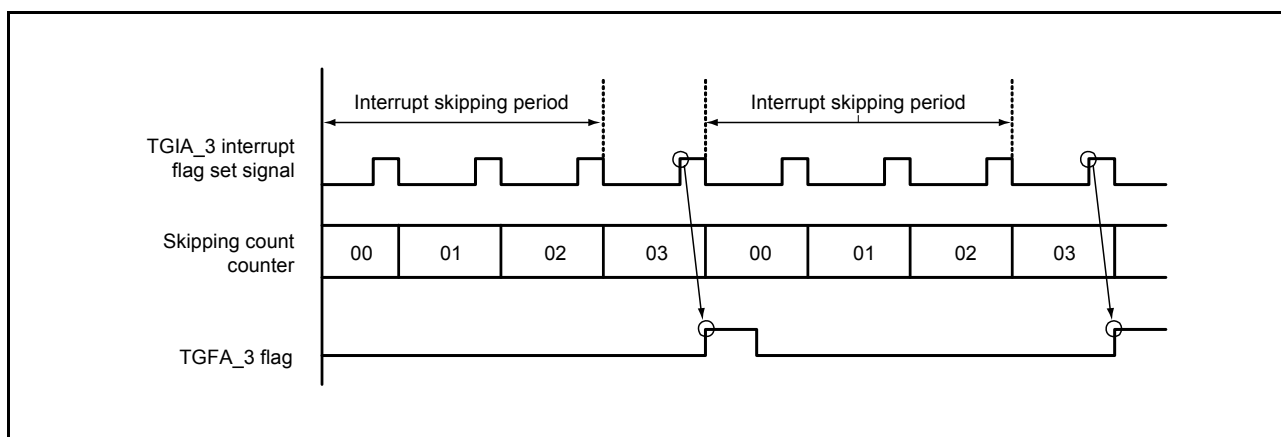 Interrupt skipping period
Interrupt skipping period
TGIA_3 interrupt
flag set signal
Skipping count
counter
00
01
02
03
00
01
02
03
TGFA_3 flag